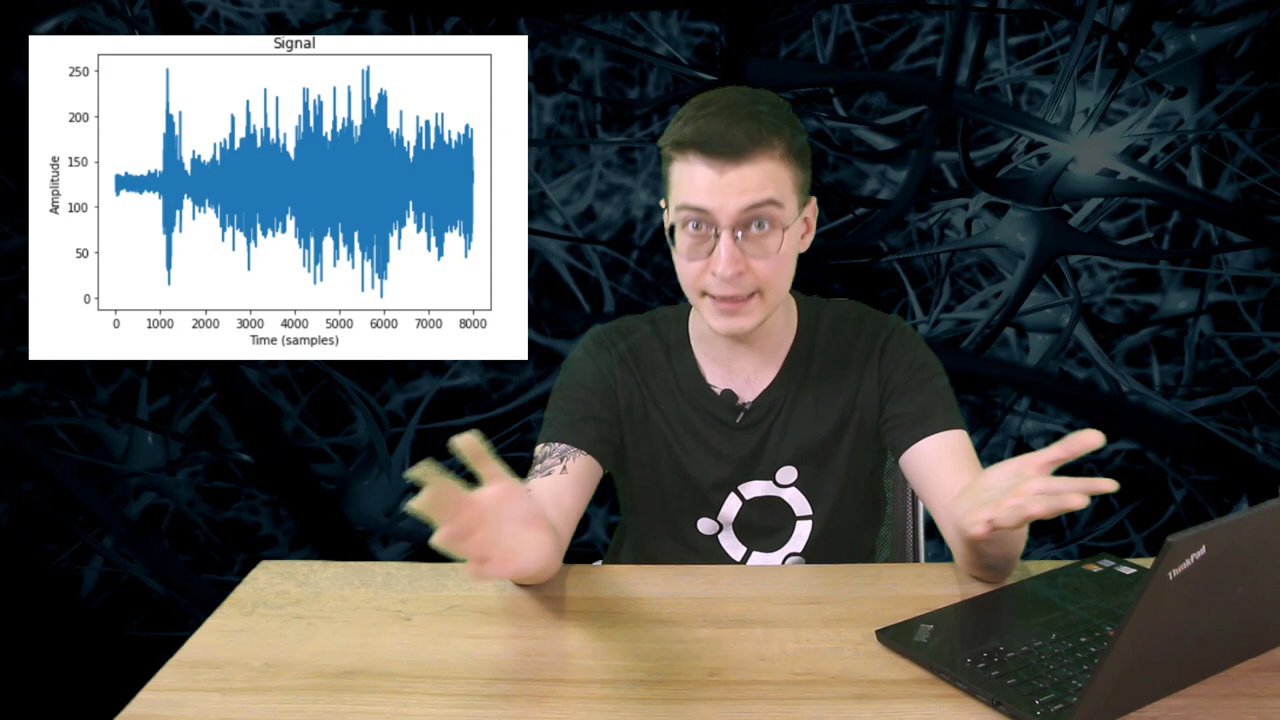 Signal
250
200
150
100
50
0
Amplitude
0 1000 2000 3000 4000 5000 6000 7000 8000
Time (samples)
ThinkPad
ThinkPad